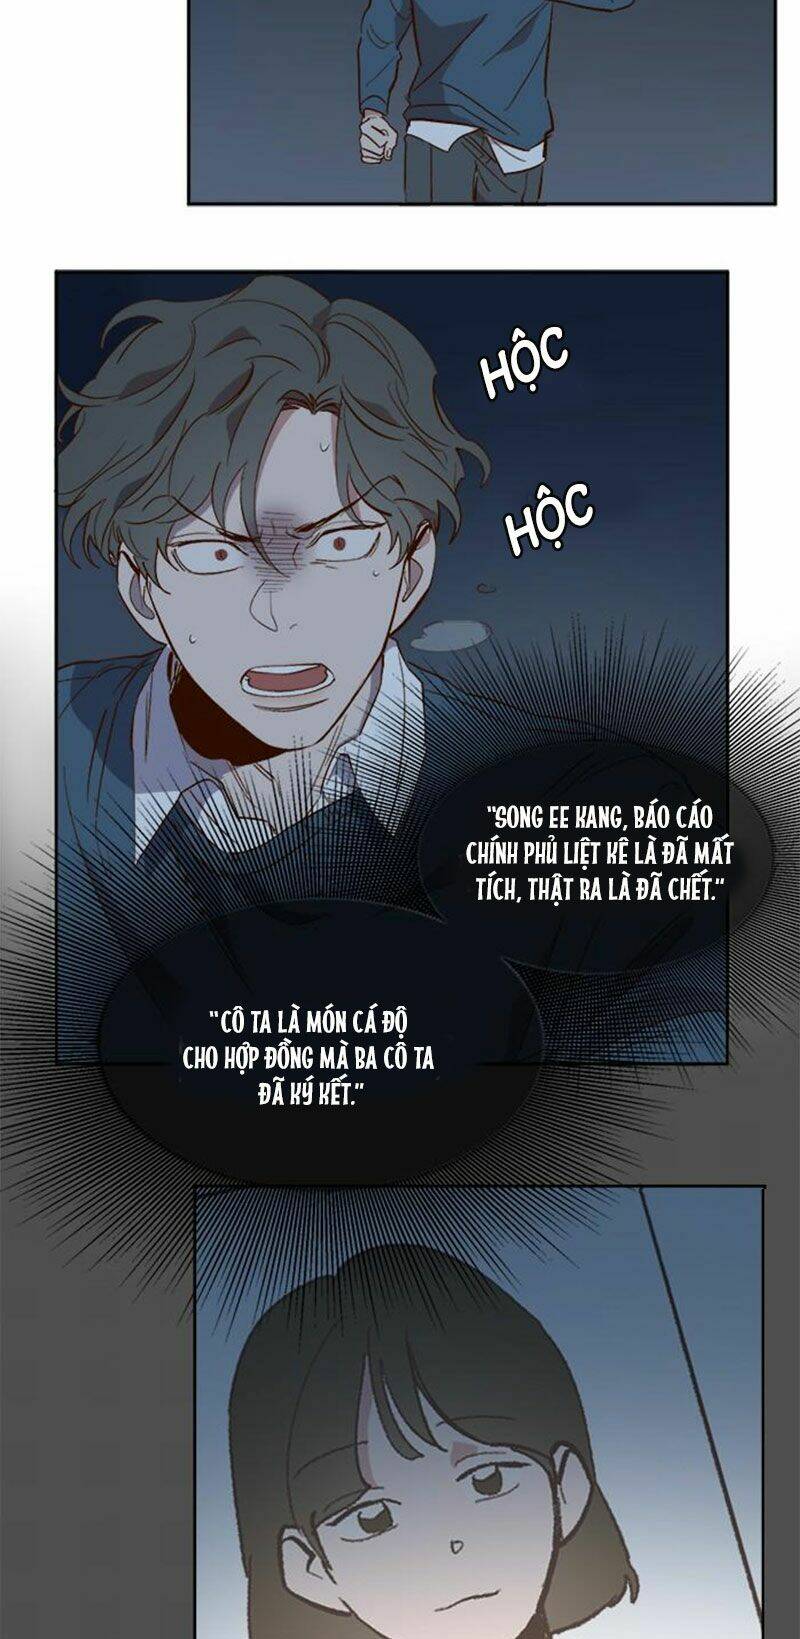 HỘC
HỘC
"SONG EE KANG, BÁO CÁO
CHÍNH PHỦ LIỆT KÊ LÀ ĐÃ MẤT
TÍCH, THẬT RA LÀ ĐÃ CHẾT."
"CÔ TA LÀ MÓN CÁ ĐỘ
CHO HỢP ĐỒNG MÀ BA CÔ TA
ĐÃ KÝ KẾT."